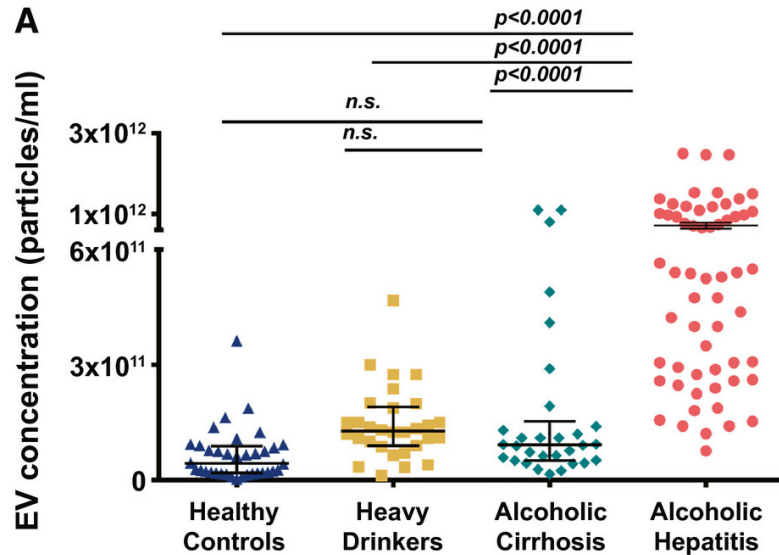 A
p<0.0001
p<0.0001
p<0.0001
n.s.
n.s.
EV concentration (particles/ml)
3x10¹²
1x10¹²
6x10¹¹
3x10¹¹
0
Healthy
Controls
Heavy
Drinkers
Alcoholic
Cirrhosis
Alcoholic
Hepatitis